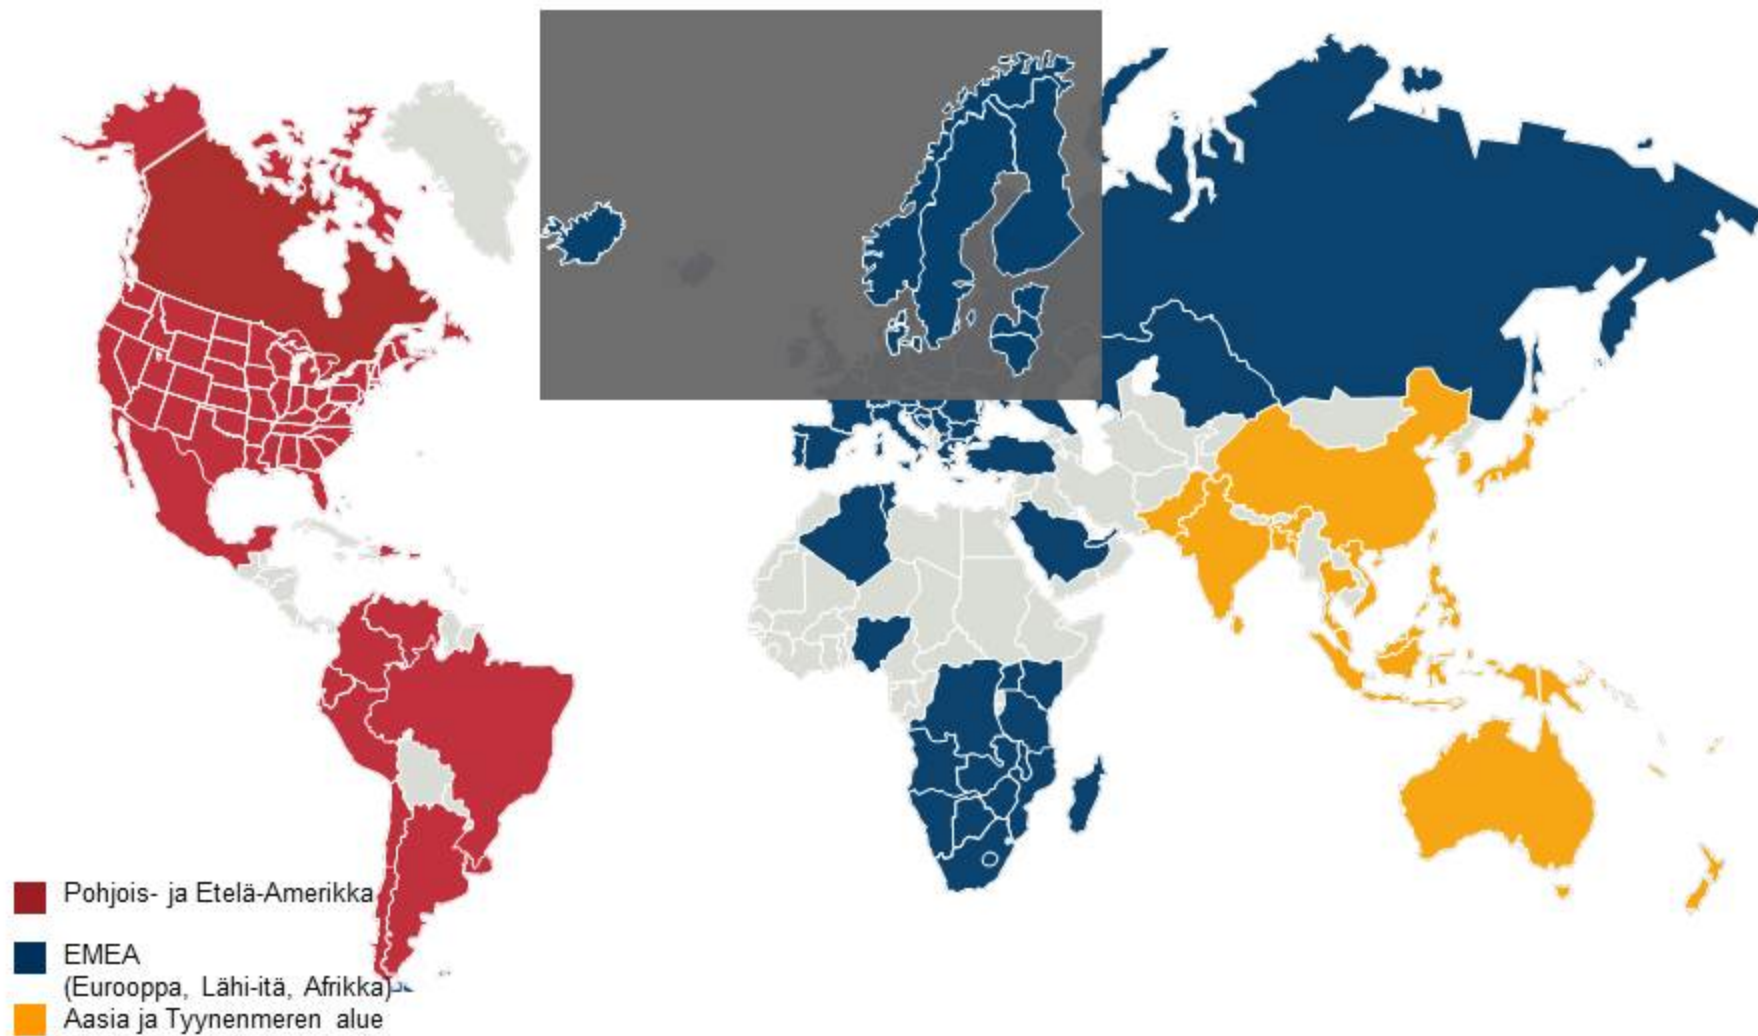 Pohjois- ja Etelä-Amerikka
EMEA
(Eurooppa, Lähi-itä, Afrikka)
Aasia ja Tyynenmeren alue